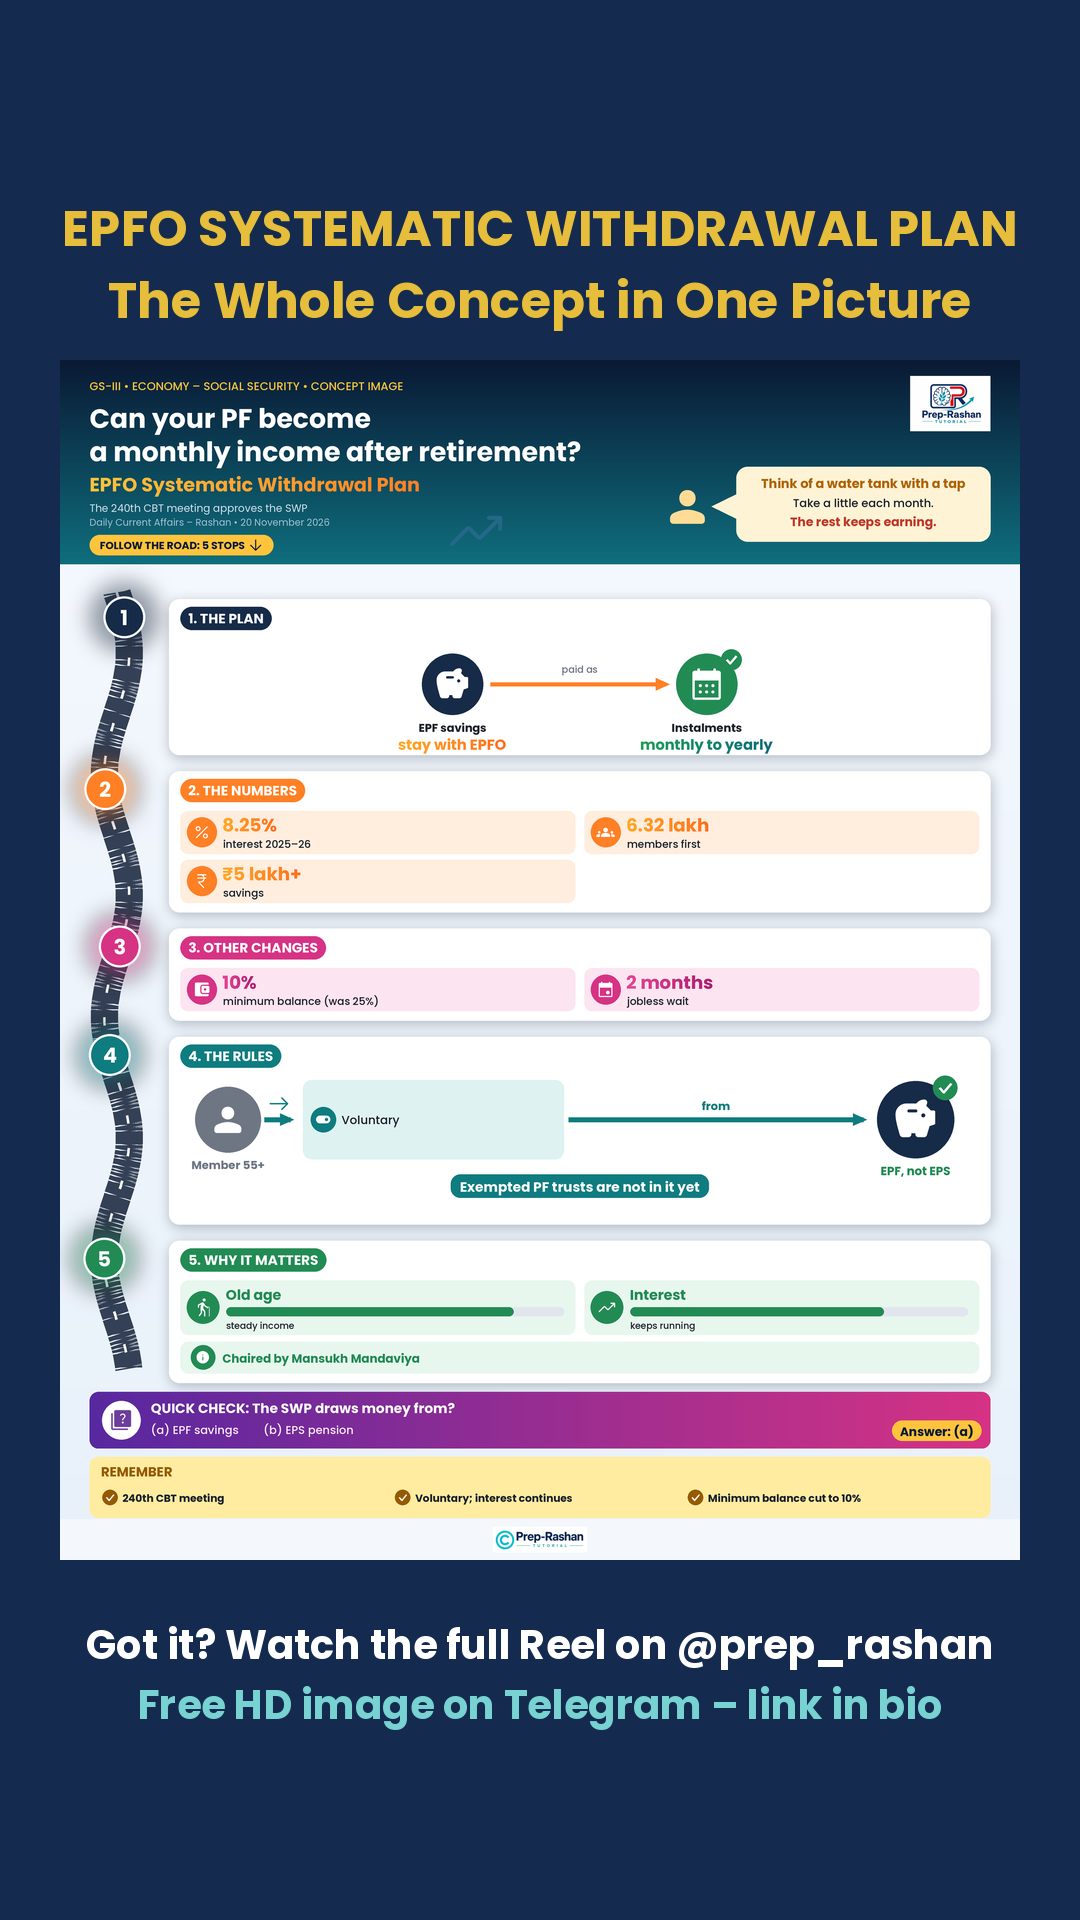 EPFO SYSTEMATIC WITHDRAWAL PLAN
The Whole Concept in One Picture
GS-III • ECONOMY – SOCIAL SECURITY • CONCEPT IMAGE
Can your PF become
a monthly income after retirement?
EPFO Systematic Withdrawal Plan
The 240th CBT meeting approves the SWP
Daily Current Affairs – Rashan • 20 November 2026
FOLLOW THE ROAD: 5 STOPS
Prep-Rashan
TUTORIAL
Think of a water tank with a tap
Take a little each month.
The rest keeps earning.
1
1. THE PLAN
paid as
EPF savings
stay with EPFO
Instalments
monthly to yearly
2
2. THE NUMBERS
8.25%
interest 2025–26
6.32 lakh
members first
₹5 lakh+
savings
3
3. OTHER CHANGES
10%
minimum balance (was 25%)
2 months
jobless wait
4
4. THE RULES
Member 55+
Voluntary
from
EPF, not EPS
Exempted PF trusts are not in it yet
5
5. WHY IT MATTERS
Old age
steady income
Interest
keeps running
Chaired by Mansukh Mandaviya
QUICK CHECK: The SWP draws money from?
(a) EPF savings (b) EPS pension
Answer: (a)
REMEMBER
240th CBT meeting
Voluntary; interest continues
Minimum balance cut to 10%
© Prep-Rashan
TUTORIAL
Got it? Watch the full Reel on @prep_rashan
Free HD image on Telegram – link in bio